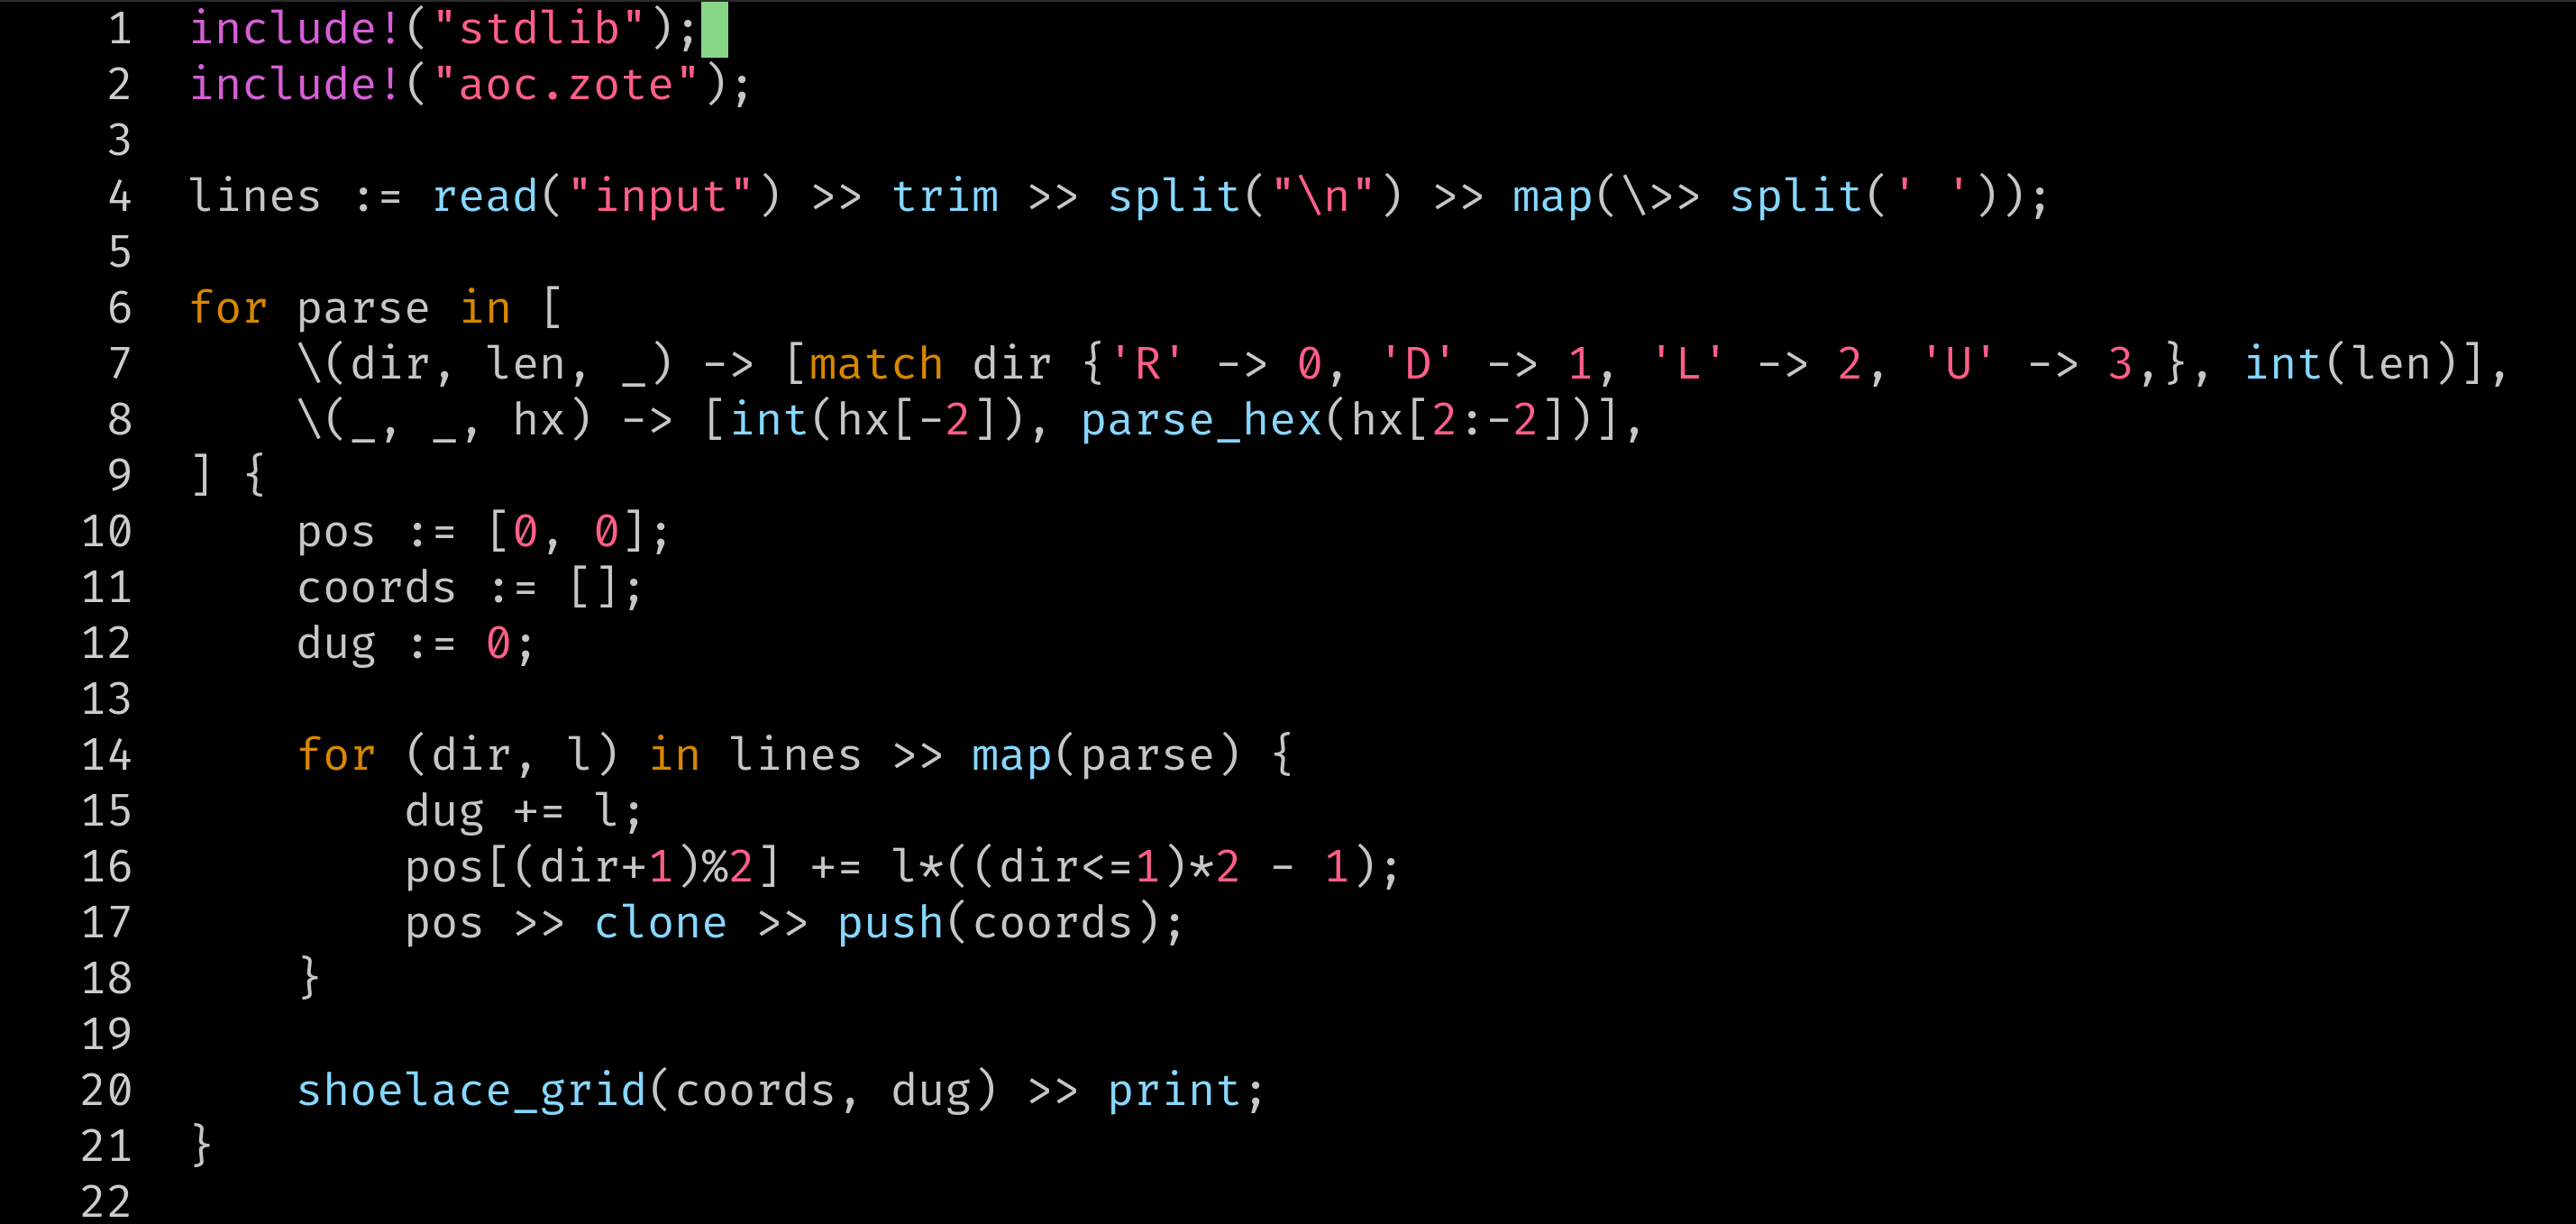 1 include!("stdlib");
2 include!("aoc.zote");
3
4 lines := read("input") >> trim >> split("\n") >> map(\>> split(' '));
5
6 for parse in [
7     \(dir, len, _) -> [match dir {'R' -> 0, 'D' -> 1, 'L' -> 2, 'U' -> 3,}, int(len)],
8     \(_, _, hx) -> [int(hx[-2]), parse_hex(hx[2:-2])],
9 ] {
10     pos := [0, 0];
11     coords := [];
12     dug := 0;
13
14     for (dir, l) in lines >> map(parse) {
15         dug += l;
16         pos[(dir+1)%2] += l*((dir<=1)*2 - 1);
17         pos >> clone >> push(coords);
18     }
19
20     shoelace_grid(coords, dug) >> print;
21 }
22